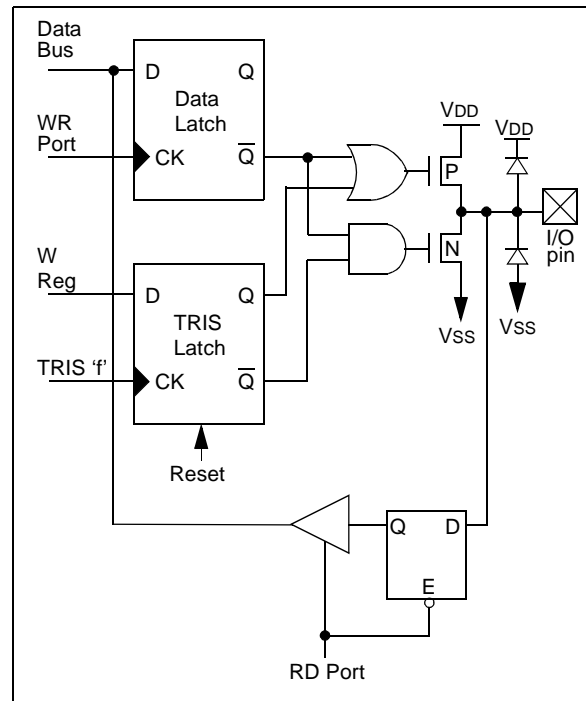 Data
Bus
D
Q
Data
Latch
WR
Port
CK
Q
VDD
P
VDD
I/O
pin
N
VSS
VSS
W
Reg
D
Q
TRIS
Latch
TRIS 'f'
CK
Q
Reset
Q
D
E
RD Port